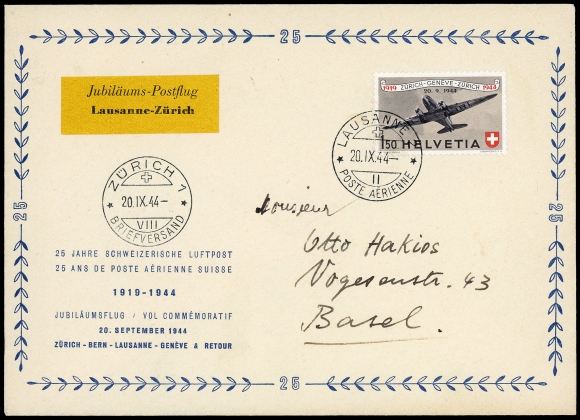 25
Jubiläums-Postflug
Lausanne-Zürich
1919 ZÜRICH-GENÈVE-ZÜRICH 1944
20. 9. 1944
150 HELVETIA
LAUSANNE
20.IX.44-
II
POSTE AÉRIENNE
ZÜRICH 1
20.IX.44-
VIII
BRIEFVERSAND
Monsieur
Otto Hakios
Vogesenstr. 43
Basel.
25
25
25 JAHRE SCHWEIZERISCHE LUFTPOST
25 ANS DE POSTE AÉRIENNE SUISSE
1919-1944
JUBILÄUMSFLUG / VOL COMMÉMORATIF
20. SEPTEMBER 1944
ZÜRICH - BERN - LAUSANNE - GENÈVE & RETOUR
25